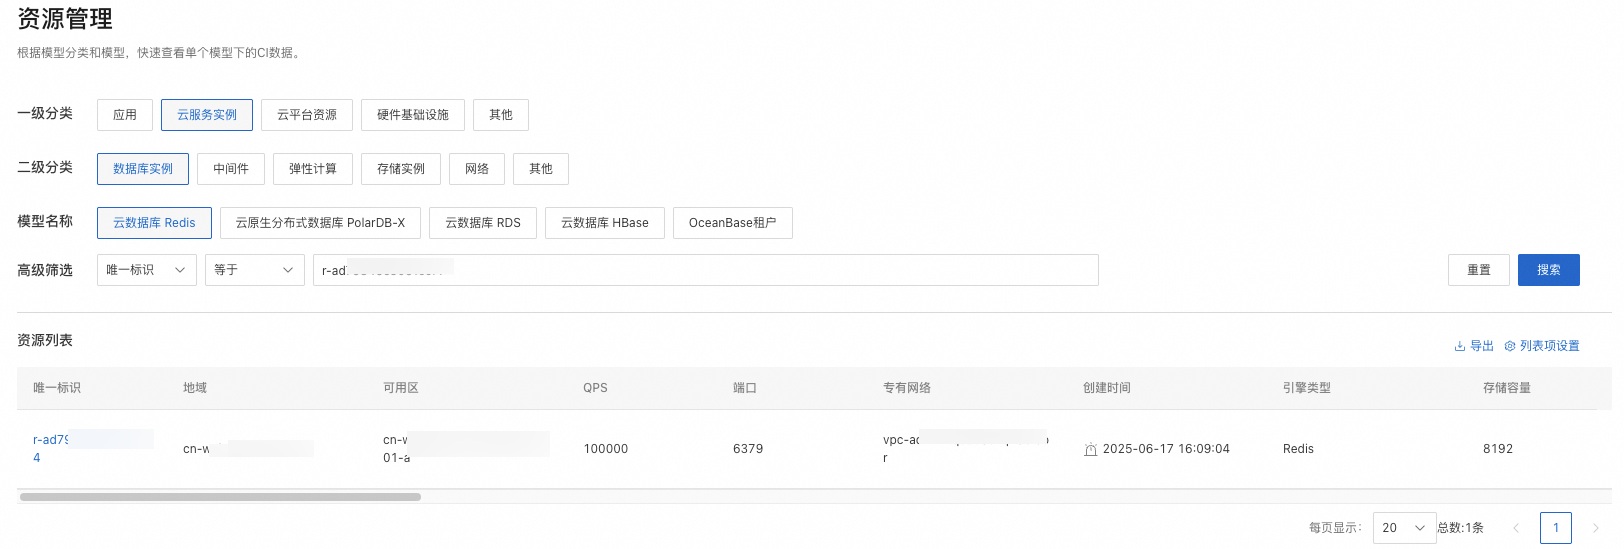 资源管理
根据模型分类和模型，快速查看单个模型下的CI数据。
一级分类 应用 云服务实例 云平台资源 硬件基础设施 其他
二级分类 数据库实例 中间件 弹性计算 存储实例 网络 其他
模型名称 云数据库 Redis 云原生分布式数据库 PolarDB-X 云数据库 RDS 云数据库 HBase OceanBase租户
高级筛选 唯一标识 等于 r-ad 重置 搜索
资源列表
导出 列表项设置
唯一标识 地域 可用区 QPS 端口 专有网络 创建时间 引擎类型 存储容量
r-ad79 cn-w cn-w 100000 6379 vpc-ad 2025-06-17 16:09:04 Redis 8192
4 01-a r
每页显示： 20 总数:1条 1